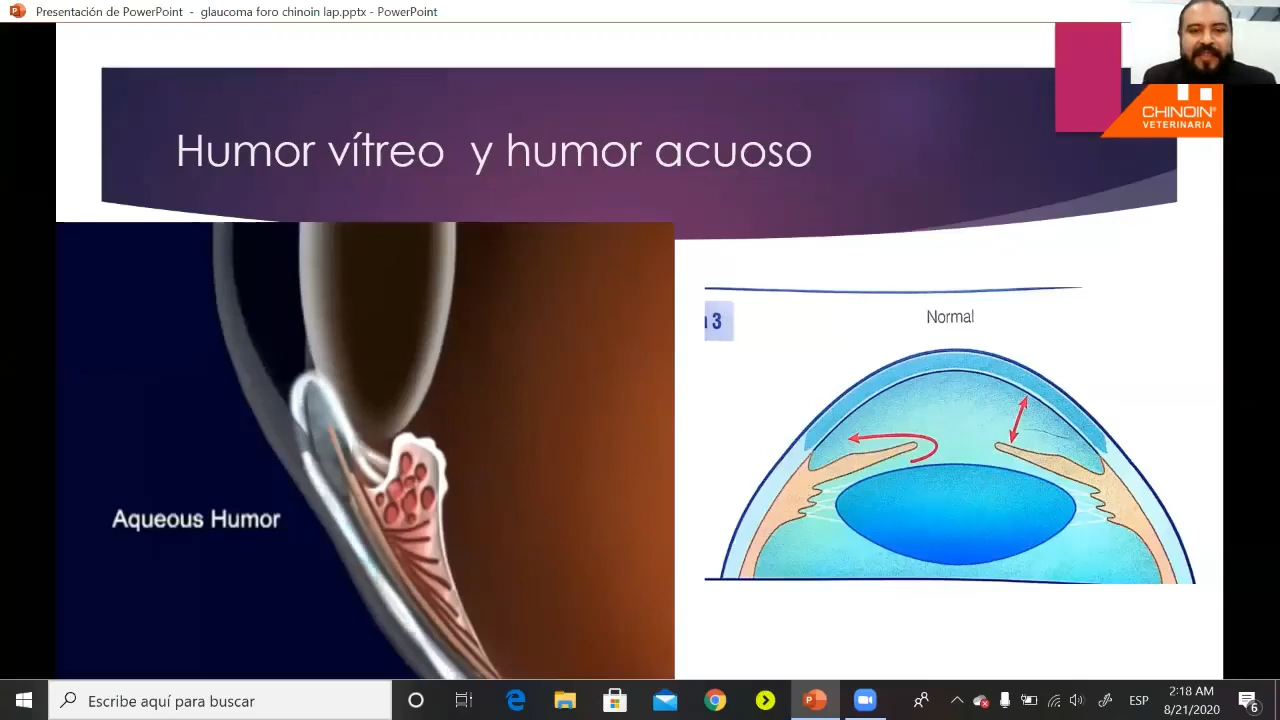 Presentación de PowerPoint - glaucoma foro chinoin lap.pptx - PowerPoint
CHINOIN®
VETERINARIA
Humor vítreo y humor acuoso
3
Normal
Aqueous Humor
Escribe aquí para buscar
ESP
2:18 AM
8/21/2020
6